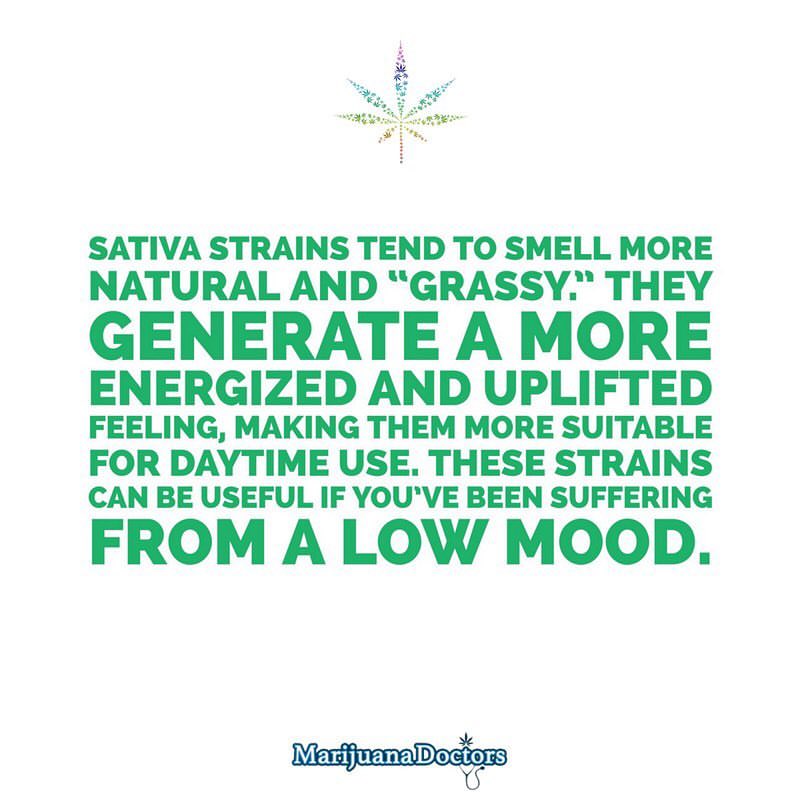 SATIVA STRAINS TEND TO SMELL MORE
NATURAL AND “GRASSY.” THEY
GENERATE A MORE
ENERGIZED AND UPLIFTED
FEELING, MAKING THEM MORE SUITABLE
FOR DAYTIME USE. THESE STRAINS
CAN BE USEFUL IF YOU’VE BEEN SUFFERING
FROM A LOW MOOD.
MarijuanaDoctors